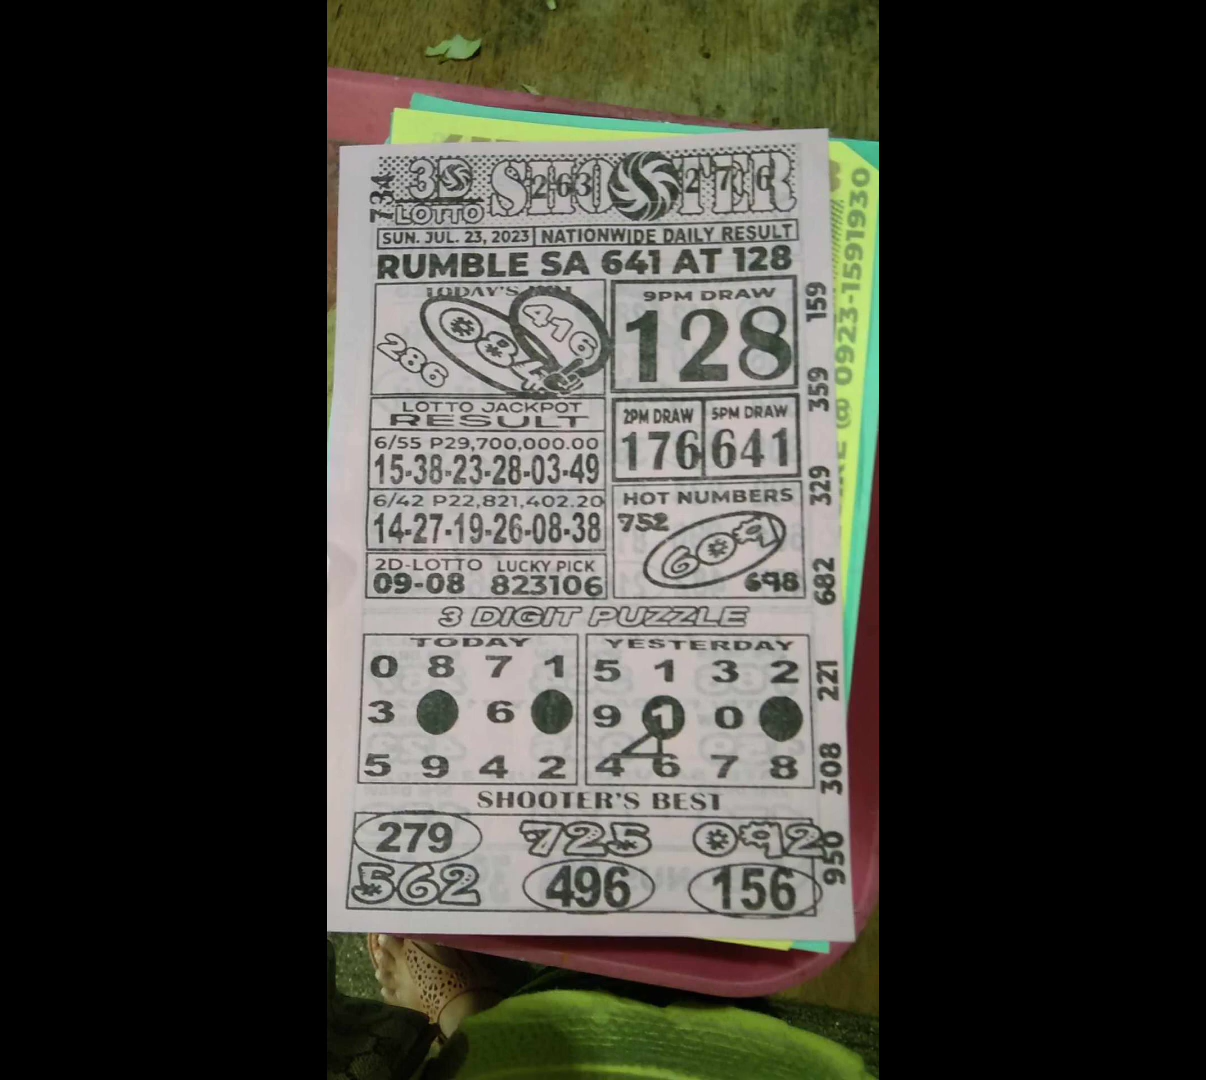 734
3D
LOTTO
SHOOTER
263
276
SUN. JUL. 23, 2023 NATIONWIDE DAILY RESULT
RUMBLE SA 641 AT 128
TODAY'S
084
416
286
9PM DRAW
128
2PM DRAW 5PM DRAW
176 641
LOTTO JACKPOT
RESULT
6/55 P29,700,000.00
15-38-23-28-03-49
6/42 P22,821,402.20
14-27-19-26-08-38
2D-LOTTO LUCKY PICK
09-08 823106
HOT NUMBERS
752
609
698
3 DIGIT PUZZLE
TODAY
0 8 7 1
3 6
5 9 4 2
YESTERDAY
5 1 3 2
9 1 0
4 6 7 8
SHOOTER'S BEST
279 725 092
562 496 156
159
359
329
682
221
308
950
@ 0923-1591930